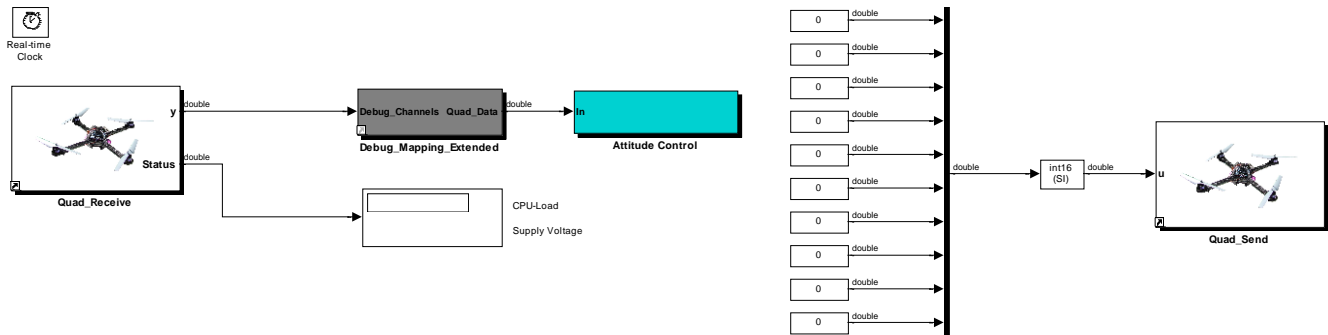 Real-time
Clock
y
double
Status
double
Quad_Receive
Debug_Channels
Quad_Data
double
Debug_Mapping_Extended
In
Attitude Control
CPU-Load
Supply Voltage
0
double
0
double
0
double
0
double
0
double
0
double
0
double
0
double
0
double
0
double
double
int16
(SI)
double
u
Quad_Send